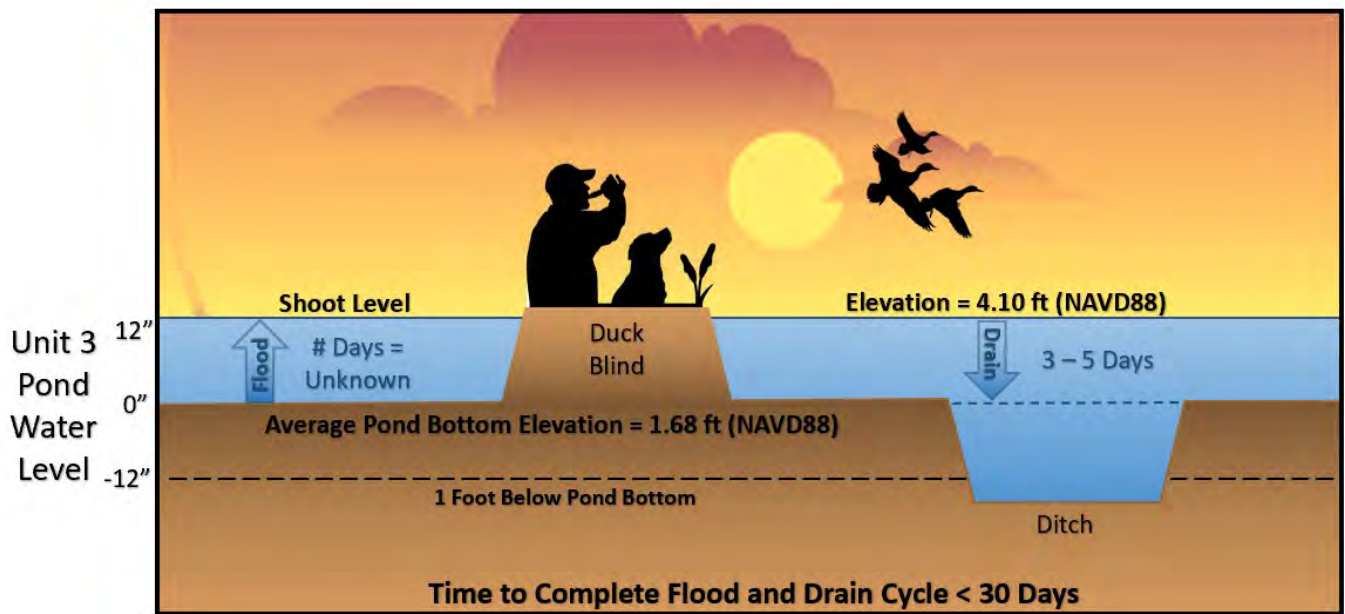 Shoot Level
Elevation = 4.10 ft (NAVD88)
Unit 3
Pond
Water
Level
12"
0"
-12"
Flood
# Days =
Unknown
Duck
Blind
Drain
3 – 5 Days
Average Pond Bottom Elevation = 1.68 ft (NAVD88)
1 Foot Below Pond Bottom
Ditch
Time to Complete Flood and Drain Cycle < 30 Days